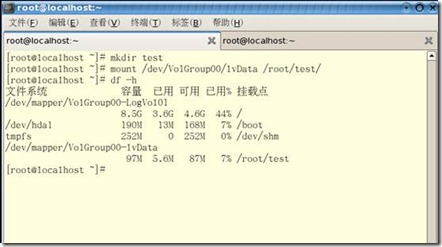 root@localhost:~
文件(F) 编辑(E) 查看(V) 终端(T) 标签(B) 帮助(H)
root@localhost:~ root@localhost:~
[root@localhost ~]# mkdir test
[root@localhost ~]# mount /dev/VolGroup00/lvData /root/test/
[root@localhost ~]# df -h
文件系统 容量 已用 可用 已用% 挂载点
/dev/mapper/VolGroup00-LogVol01
8.5G 3.6G 4.6G 44% /
/dev/hda1 190M 13M 168M 7% /boot
tmpfs 252M 0 252M 0% /dev/shm
/dev/mapper/VolGroup00-lvData
97M 5.6M 87M 7% /root/test
[root@localhost ~]#